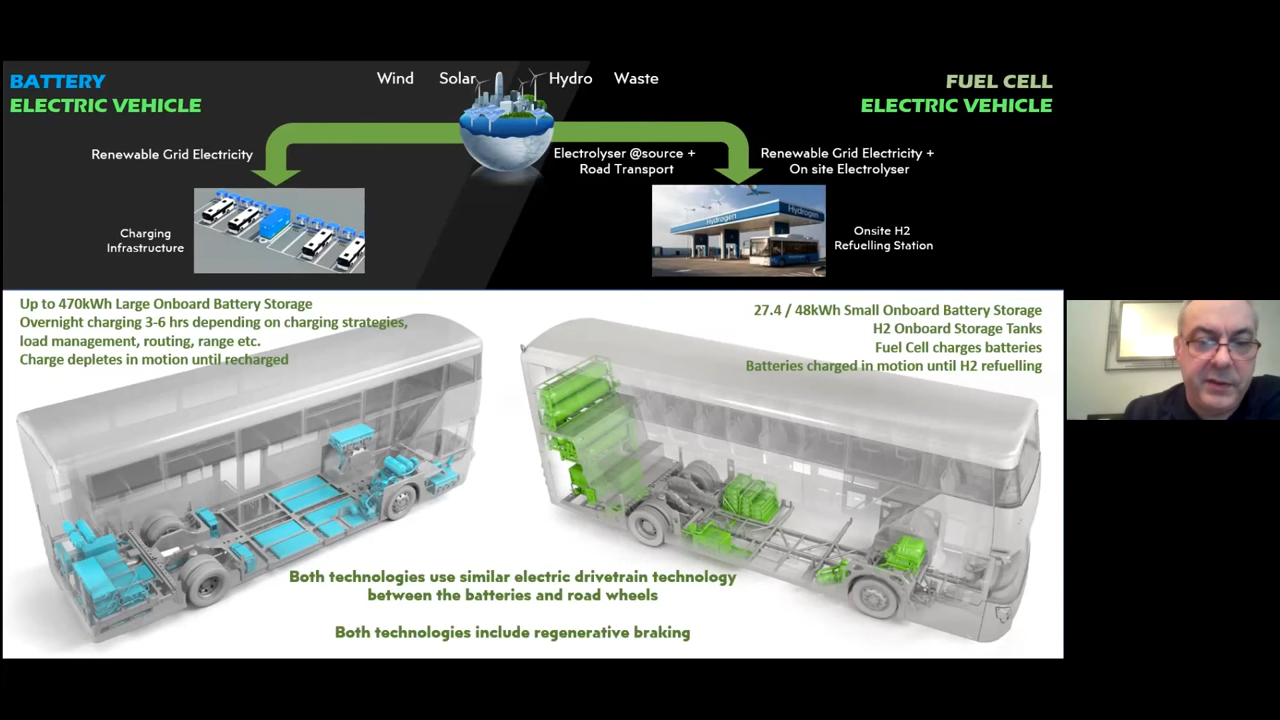 BATTERY
ELECTRIC VEHICLE
Wind Solar Hydro Waste
FUEL CELL
ELECTRIC VEHICLE
Renewable Grid Electricity
Electrolyser @source +
Road Transport
Renewable Grid Electricity +
On site Electrolyser
Charging
Infrastructure
Hydrogen
Hydrogen
Onsite H2
Refuelling Station
Up to 470kWh Large Onboard Battery Storage
Overnight charging 3-6 hrs depending on charging strategies,
load management, routing, range etc.
Charge depletes in motion until recharged
27.4 / 48kWh Small Onboard Battery Storage
H2 Onboard Storage Tanks
Fuel Cell charges batteries
Batteries charged in motion until H2 refuelling
Both technologies use similar electric drivetrain technology
between the batteries and road wheels
Both technologies include regenerative braking